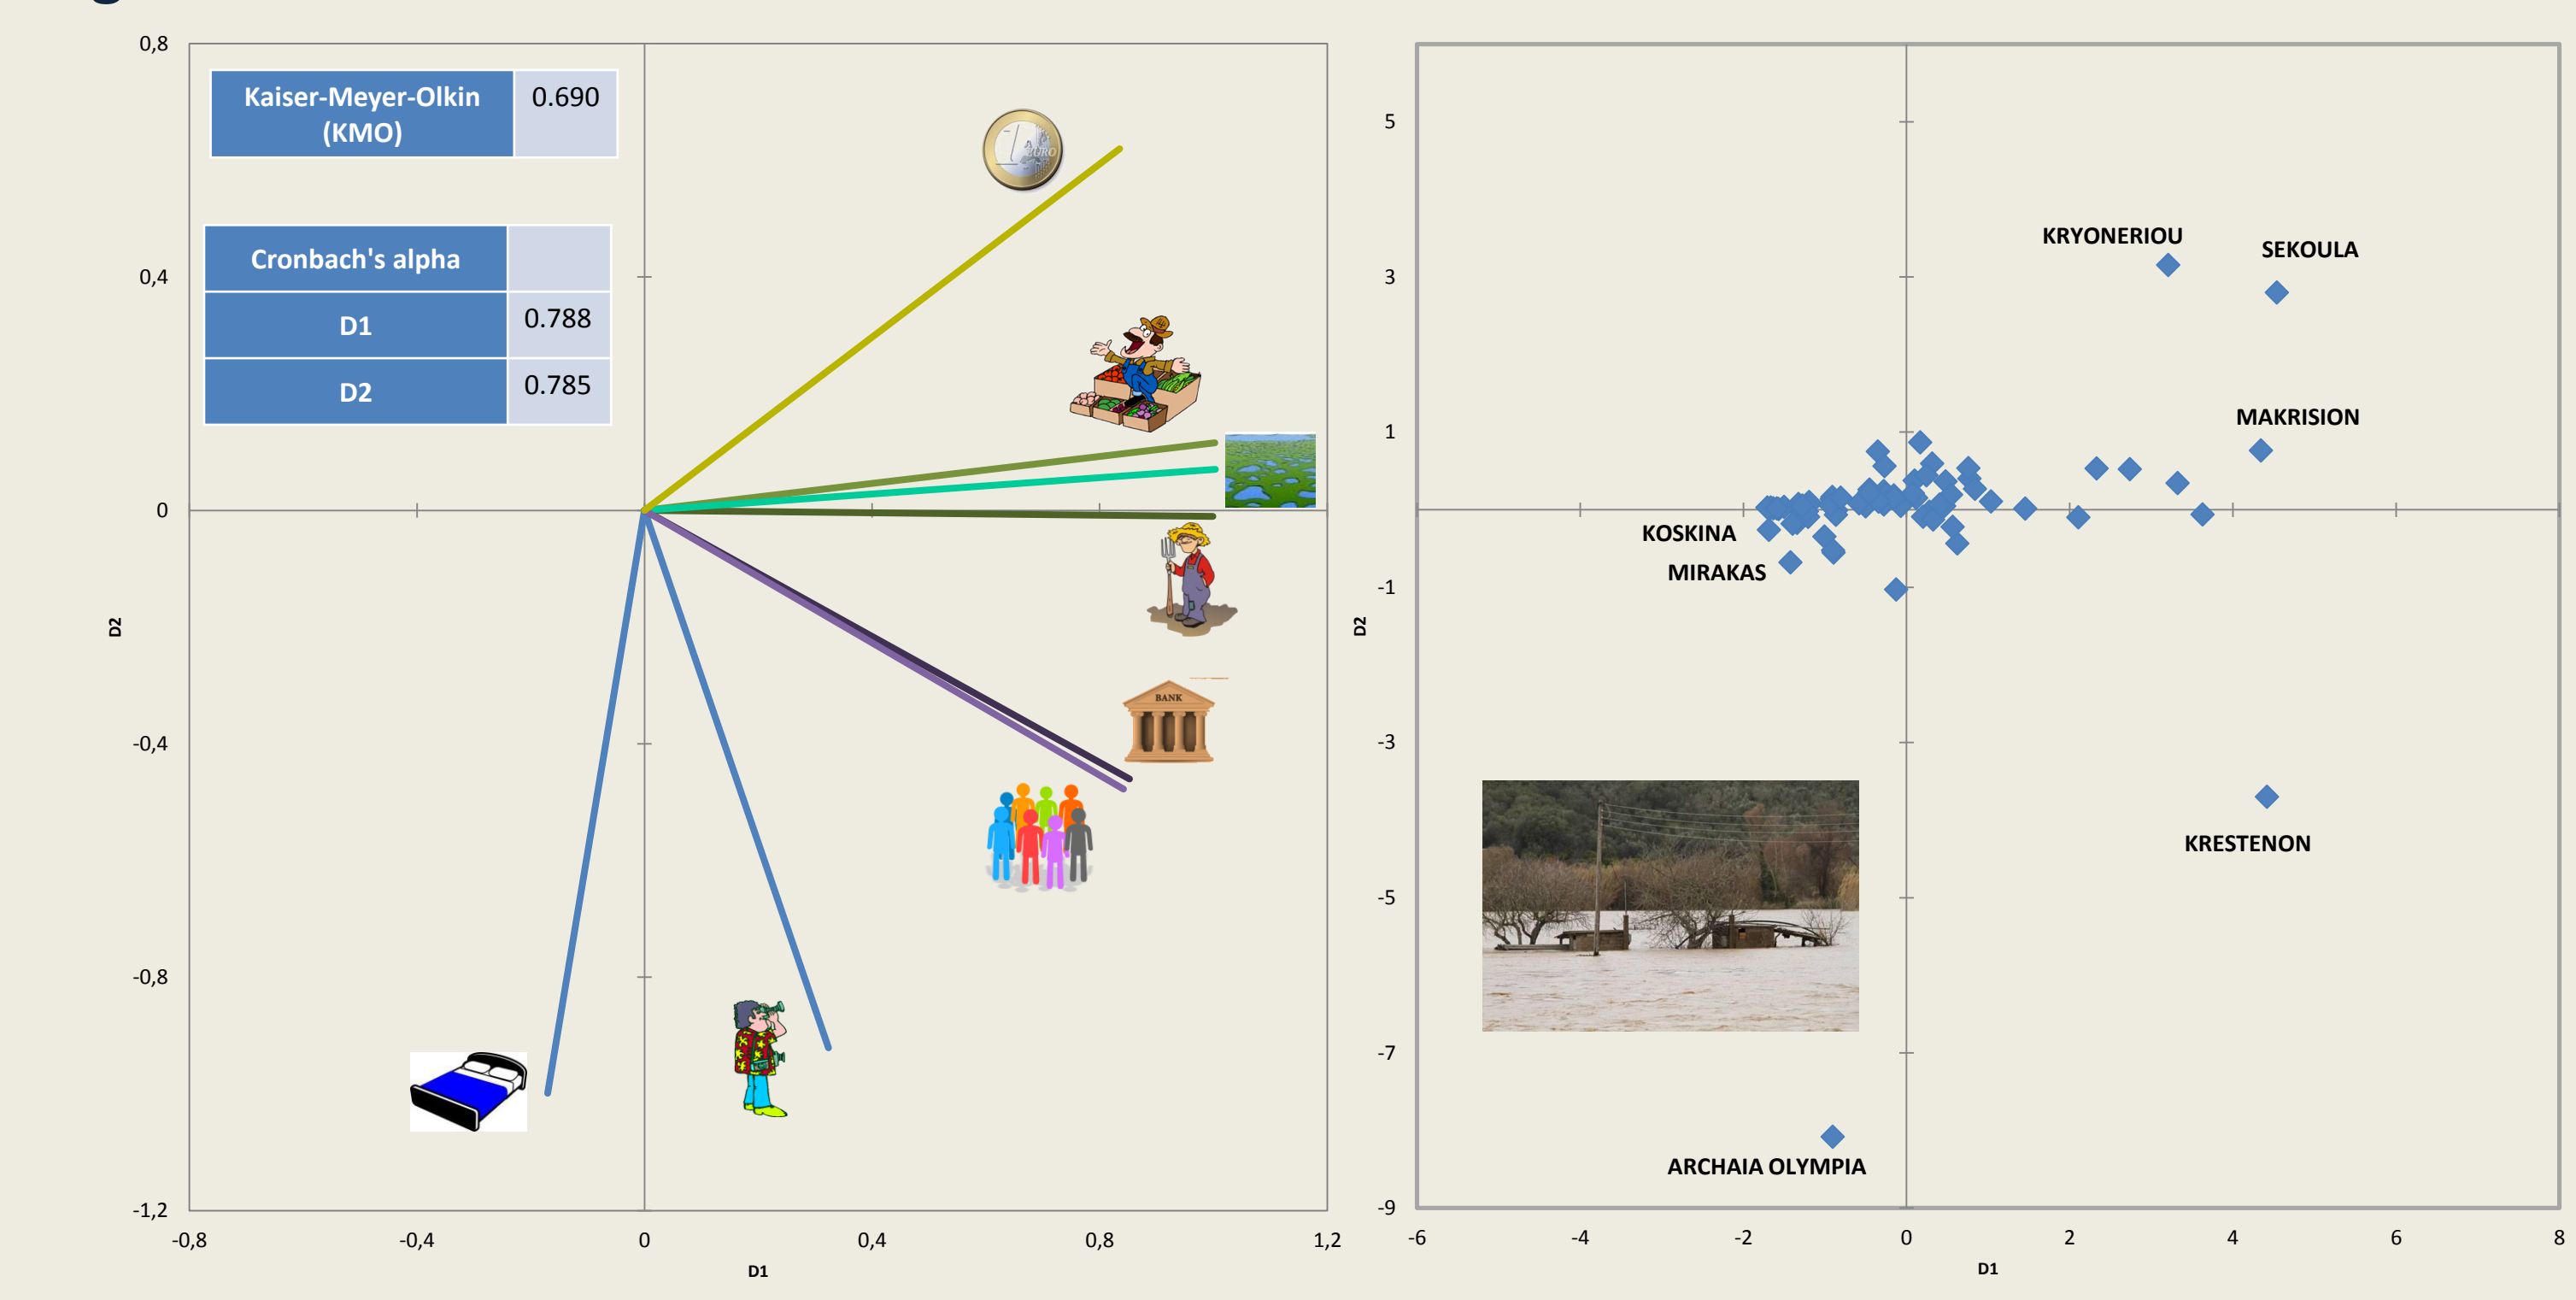 0,8
Kaiser-Meyer-Olkin
(KMO)
0.690
0,4
Cronbach's alpha
D1
0.788
D2
0.785
0
-0,4
-0,8
-1,2
D2
-0,8
-0,4
0
0,4
0,8
1,2
D1
EURO
BANK
5
3
1
-1
-3
-5
-7
-9
D2
KRYONERIOU
SEKOULA
MAKRISION
KOSKINA
MIRAKAS
KRESTENON
ARCHAIA OLYMPIA
-6
-4
-2
0
2
4
6
8
D1